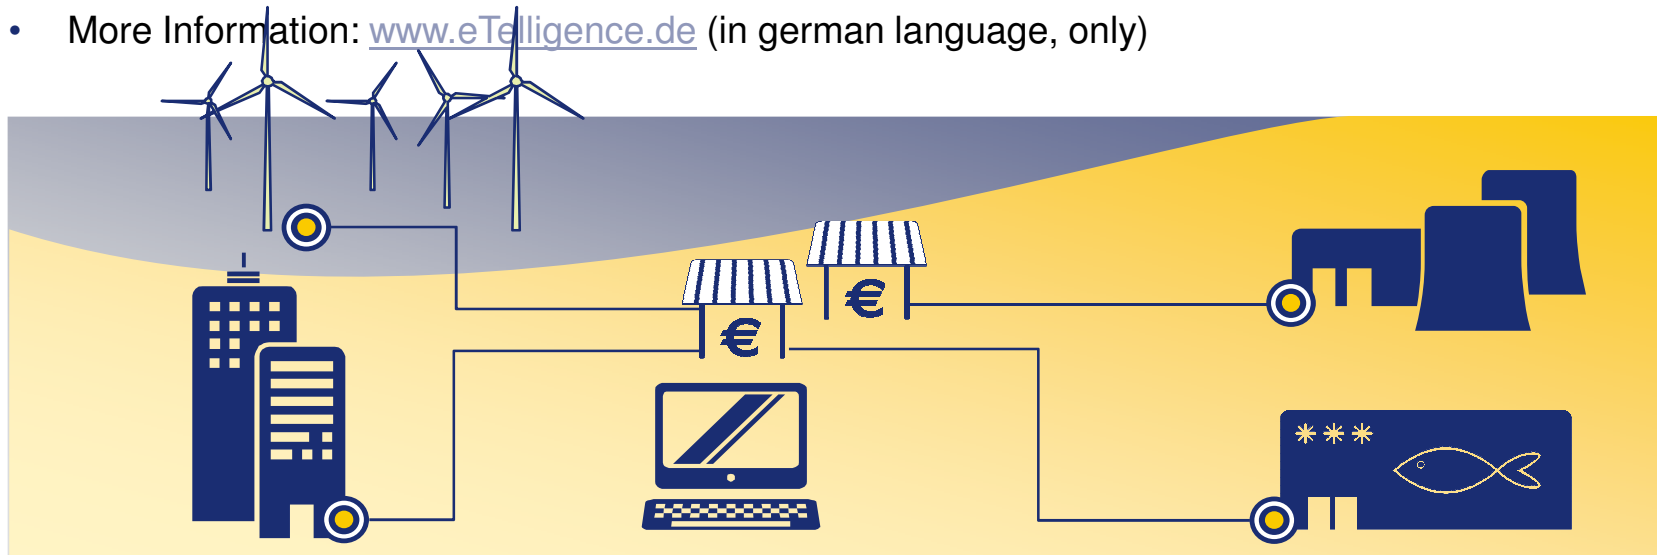 • More Information: www.eTelligence.de (in german language, only)
€
€